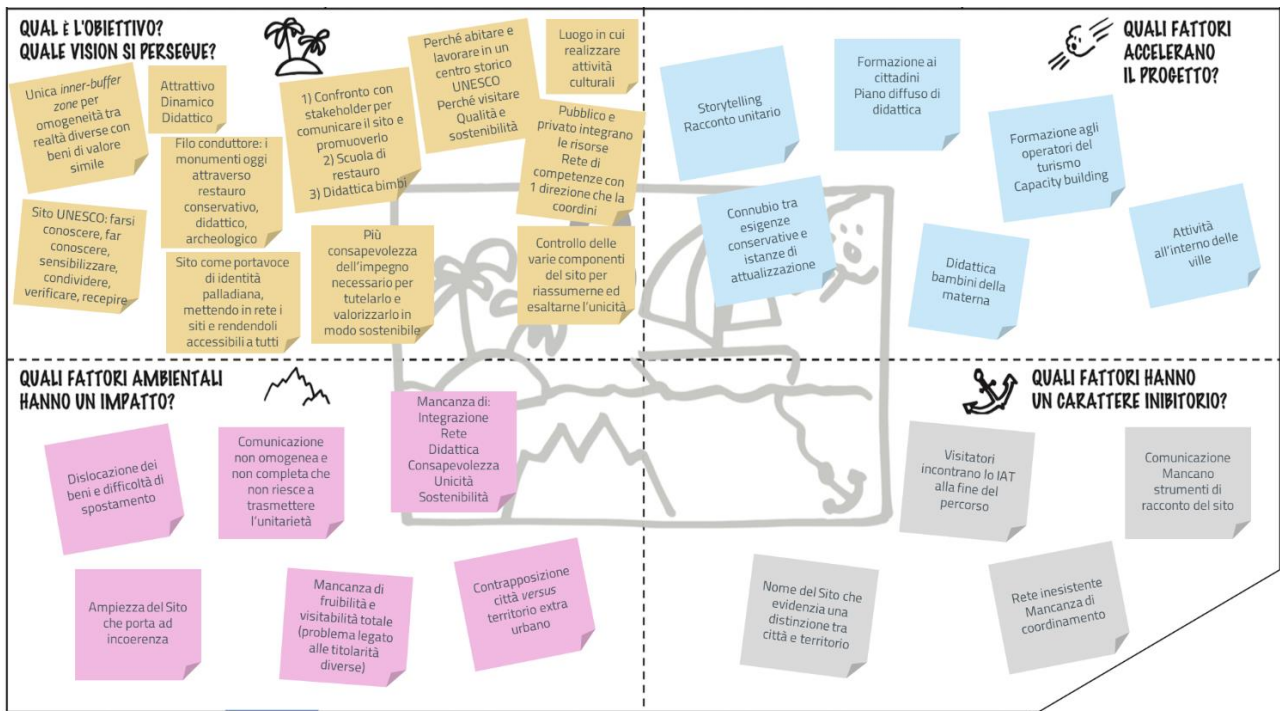 QUAL È L'OBIETTIVO?
QUALE VISION SI PERSEGUE?
Unica inner-buffer
zone per
omogeneità tra
realtà diverse con
beni di valore
simile
Attrattivo
Dinamico
Didattico
1) Confronto con
stakeholder per
comunicare il sito e
promuoverlo
2) Scuola di
restauro
3) Didattica bimbi
Perché abitare e
lavorare in un
centro storico
UNESCO
Perché visitare
Qualità e
sostenibilità
Luogo in cui
realizzare
attività
culturali
Filo conduttore: i
monumenti oggi
attraverso
restauro
conservativo,
didattico,
archeologico
Pubblico e
privato integrano
le risorse
Rete di
competenze con
1 direzione che la
coordini
Sito UNESCO: farsi
conoscere, far
conoscere,
sensibilizzare,
condividere,
verificare, recepire
Sito come portavoce
di identità
palladiana,
mettendo in rete i
siti e rendendoli
accessibili a tutti
Più
consapevolezza
dell'impegno
necessario per
tutelarlo e
valorizzarlo in
modo sostenibile
Controllo delle
varie componenti
del sito per
riassumerne ed
esaltarne l'unicità
QUALI FATTORI
ACCELERANO
IL PROGETTO?
Storytelling
Racconto unitario
Formazione ai
cittadini
Piano diffuso di
didattica
Formazione agli
operatori del
turismo
Capacity building
Connubio tra
esigenze
conservative e
istanze di
attualizzazione
Didattica
bambini della
materna
Attività
all'interno delle
ville
QUALI FATTORI AMBIENTALI
HANNO UN IMPATTO?
Dislocazione dei
beni e difficoltà di
spostamento
Comunicazione
non omogenea e
non completa che
non riesce a
trasmettere
l'unitarietà
Mancanza di:
Integrazione
Rete
Didattica
Consapevolezza
Unicità
Sostenibilità
Ampiezza del Sito
che porta ad
incoerenza
Mancanza di
fruibilità e
visitabilità totale
(problema legato
alle titolarità
diverse)
Contrapposizione
città versus
territorio extra
urbano
QUALI FATTORI HANNO
UN CARATTERE INIBITORIO?
Visitatori
incontrano lo IAT
alla fine del
percorso
Comunicazione
Mancano
strumenti di
racconto del sito
Nome del Sito che
evidenzia una
distinzione tra
città e territorio
Rete inesistente
Mancanza di
coordinamento